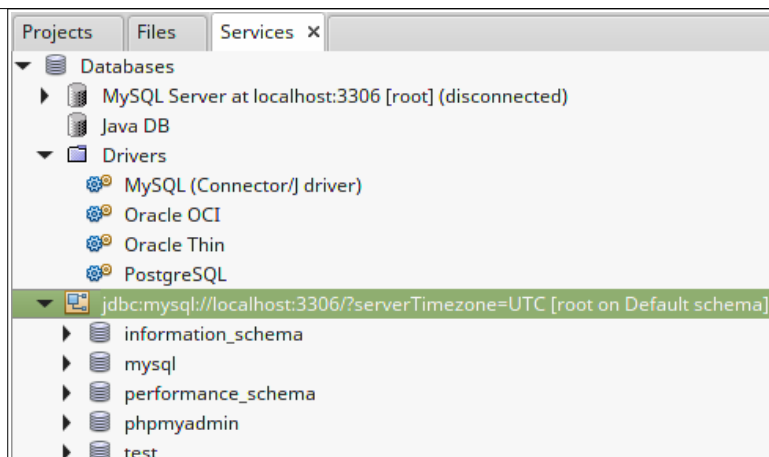 Projects Files Services ×
Databases
MySQL Server at localhost:3306 [root] (disconnected)
Java DB
Drivers
MySQL (Connector/J driver)
Oracle OCI
Oracle Thin
PostgreSQL
jdbc:mysql://localhost:3306/?serverTimezone=UTC [root on Default schema]
information_schema
mysql
performance_schema
phpmyadmin
test